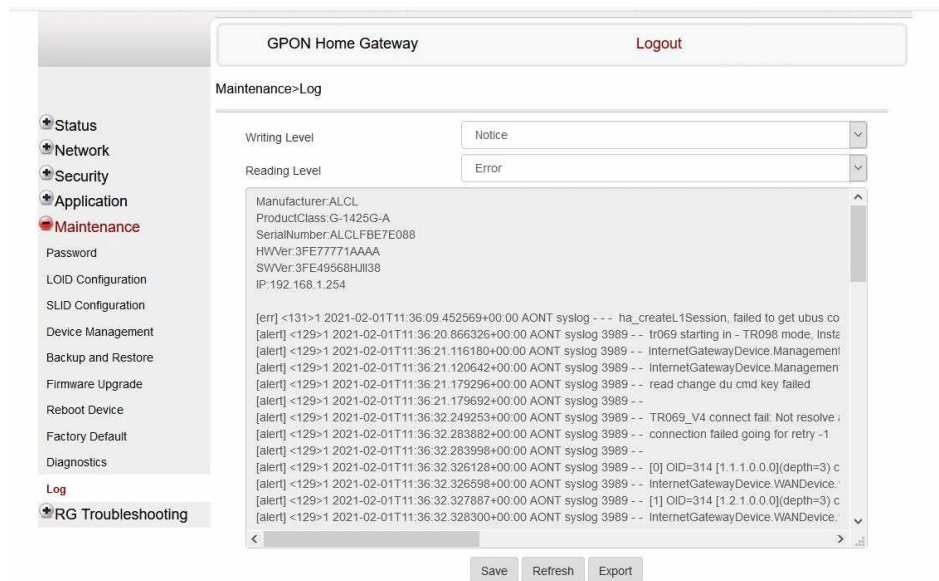 GPON Home Gateway
Logout
Maintenance>Log
Status
Network
Security
Application
Maintenance
Password
LOID Configuration
SLID Configuration
Device Management
Backup and Restore
Firmware Upgrade
Reboot Device
Factory Default
Diagnostics
Log
RG Troubleshooting
Writing Level
Notice
Reading Level
Error
Manufacturer:ALCL
ProductClass:G-1425G-A
SerialNumber:ALCLFBE7E088
HWVer:3FE77771AAAA
SWVer:3FE49568HJII38
IP:192.168.1.254
[err] <131>1 2021-02-01T11:36:09.452569+00:00 AONT syslog - - - ha_createL1Session, failed to get ubus co
[alert] <129>1 2021-02-01T11:36:20.866326+00:00 AONT syslog 3989 - - tr069 starting in - TR098 mode, Insta
[alert] <129>1 2021-02-01T11:36:21.116180+00:00 AONT syslog 3989 - - InternetGatewayDevice.Management
[alert] <129>1 2021-02-01T11:36:21.120642+00:00 AONT syslog 3989 - - InternetGatewayDevice.Managemen
[alert] <129>1 2021-02-01T11:36:21.179296+00:00 AONT syslog 3989 - - read change du cmd key failed
[alert] <129>1 2021-02-01T11:36:21.179692+00:00 AONT syslog 3989 - -
[alert] <129>1 2021-02-01T11:36:32.249253+00:00 AONT syslog 3989 - - TR069_V4 connect fail: Not resolve
[alert] <129>1 2021-02-01T11:36:32.283882+00:00 AONT syslog 3989 - - connection failed going for retry -1
[alert] <129>1 2021-02-01T11:36:32.283998+00:00 AONT syslog 3989 - -
[alert] <129>1 2021-02-01T11:36:32.326128+00:00 AONT syslog 3989 - - [0] OID=314 [1.1.1.0.0.0](depth=3) c
[alert] <129>1 2021-02-01T11:36:32.326598+00:00 AONT syslog 3989 - - InternetGatewayDevice.WANDevice.
[alert] <129>1 2021-02-01T11:36:32.327887+00:00 AONT syslog 3989 - - [1] OID=314 [1.2.1.0.0.0](depth=3) c
[alert] <129>1 2021-02-01T11:36:32.328300+00:00 AONT syslog 3989 - - InternetGatewayDevice.WANDevice.
Save
Refresh
Export